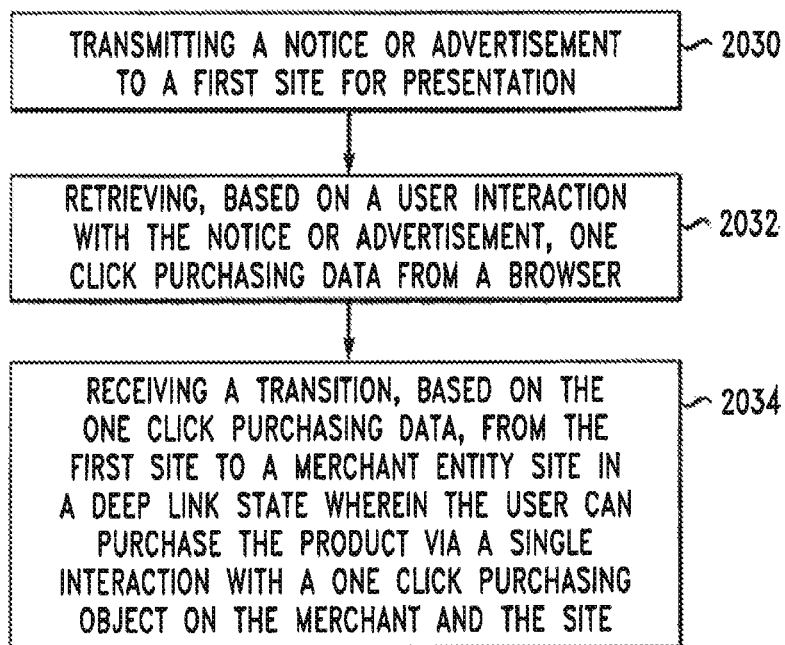 TRANSMITTING A NOTICE OR ADVERTISEMENT
TO A FIRST SITE FOR PRESENTATION
2030
RETRIEVING, BASED ON A USER INTERACTION
WITH THE NOTICE OR ADVERTISEMENT, ONE
CLICK PURCHASING DATA FROM A BROWSER
2032
RECEIVING A TRANSITION, BASED ON THE
ONE CLICK PURCHASING DATA, FROM THE
FIRST SITE TO A MERCHANT ENTITY SITE IN
A DEEP LINK STATE WHEREIN THE USER CAN
PURCHASE THE PRODUCT VIA A SINGLE
INTERACTION WITH A ONE CLICK PURCHASING
OBJECT ON THE MERCHANT AND THE SITE
2034